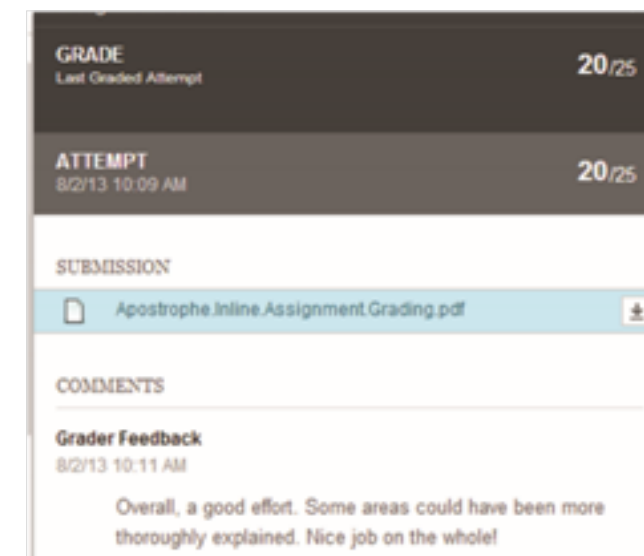 GRADE
20/25
Last Graded Attempt
ATTEMPT
20/25
8/2/13 10:09 AM
SUBMISSION
Apostrophe.Inline.Assignment.Grading.pdf
COMMENTS
Grader Feedback
8/2/13 10:11 AM
Overall, a good effort. Some areas could have been more
thoroughly explained. Nice job on the whole!